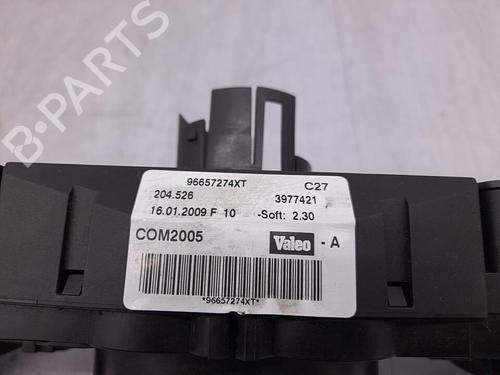 B-PARTS
96657274XT C27
204.526 3977421
16.01.2009 F 10 -Soft: 2.30
COM2005 Valeo - A
*96657274XT*